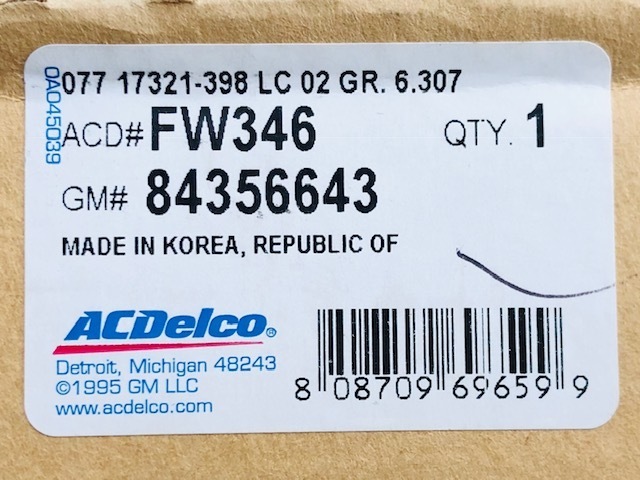 077 17321-398 LC 02 GR. 6.307
0AD45039
ACD# FW346 QTY. 1
GM# 84356643
MADE IN KOREA, REPUBLIC OF
ACDelco®
Detroit, Michigan 48243
©1995 GM LLC
www.acdelco.com
8 08709 69659 9